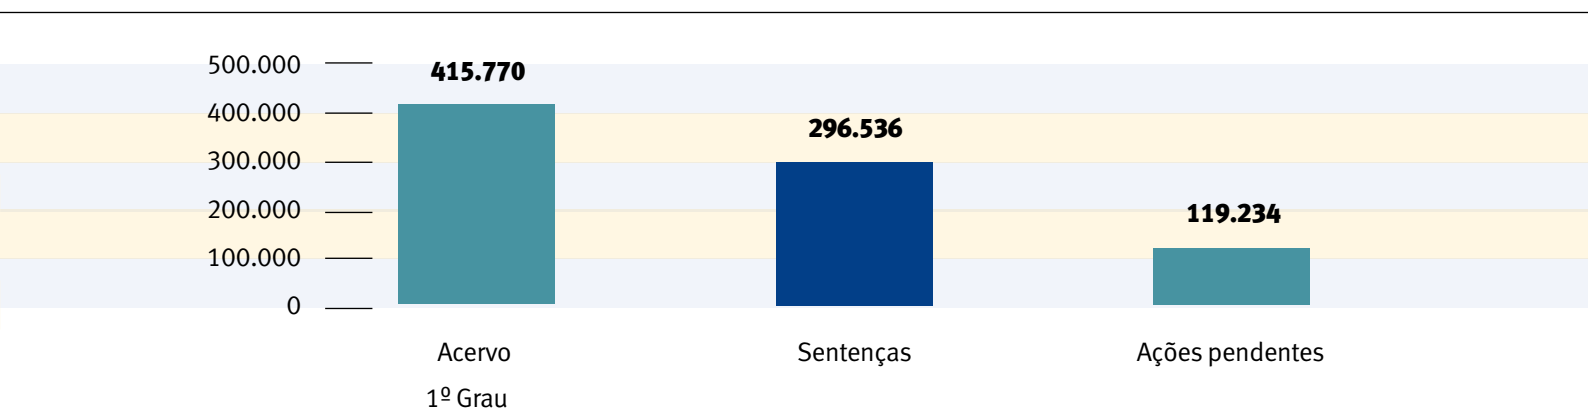 500.000
415.770
400.000
296.536
300.000
200.000
119.234
100.000
0
Acervo
Sentenças
Ações pendentes
1º Grau